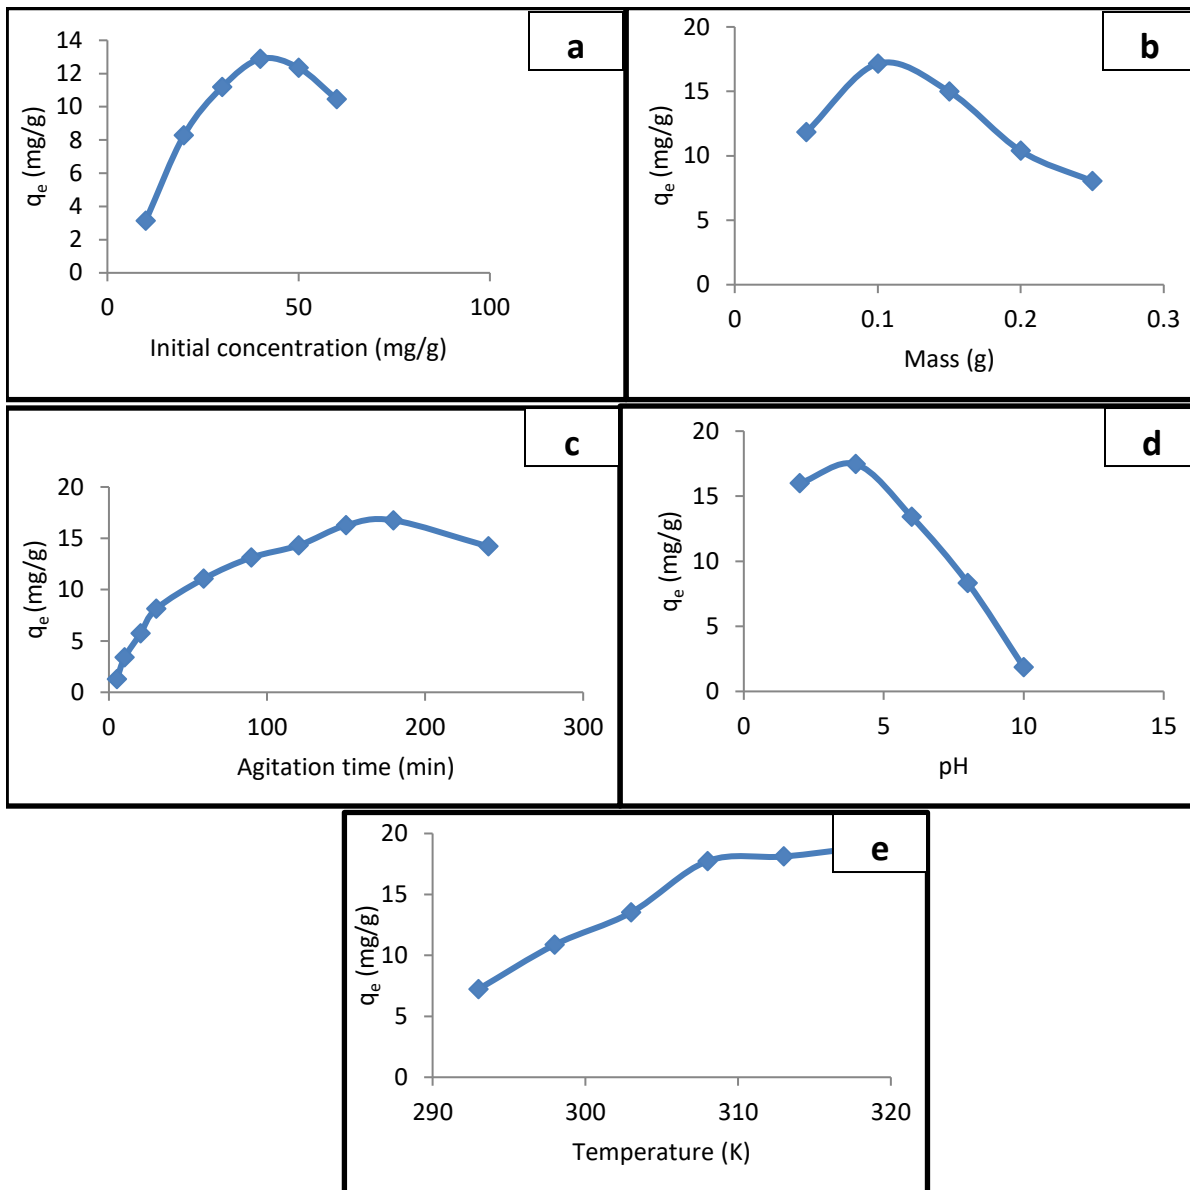 a
14
12
10
8
6
4
2
0
qe (mg/g)
0 50 100
Initial concentration (mg/g)
b
20
15
10
5
0
qe (mg/g)
0 0.1 0.2 0.3
Mass (g)
c
20
15
10
5
0
qe (mg/g)
0 100 200 300
Agitation time (min)
d
20
15
10
5
0
qe (mg/g)
0 5 10 15
pH
e
20
15
10
5
0
qe (mg/g)
290 300 310 320
Temperature (K)